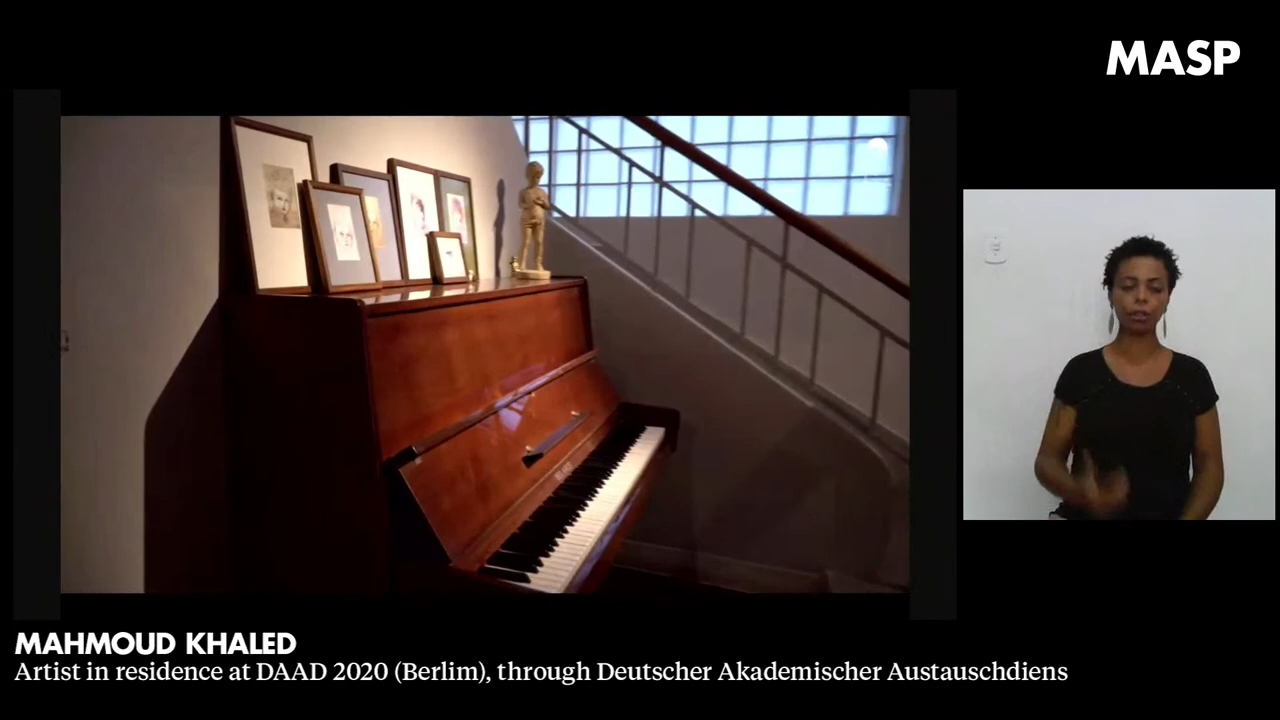 MASP
MAHMOUD KHALED
Artist in residence at DAAD 2020 (Berlim), through Deutscher Akademischer Austauschdiens